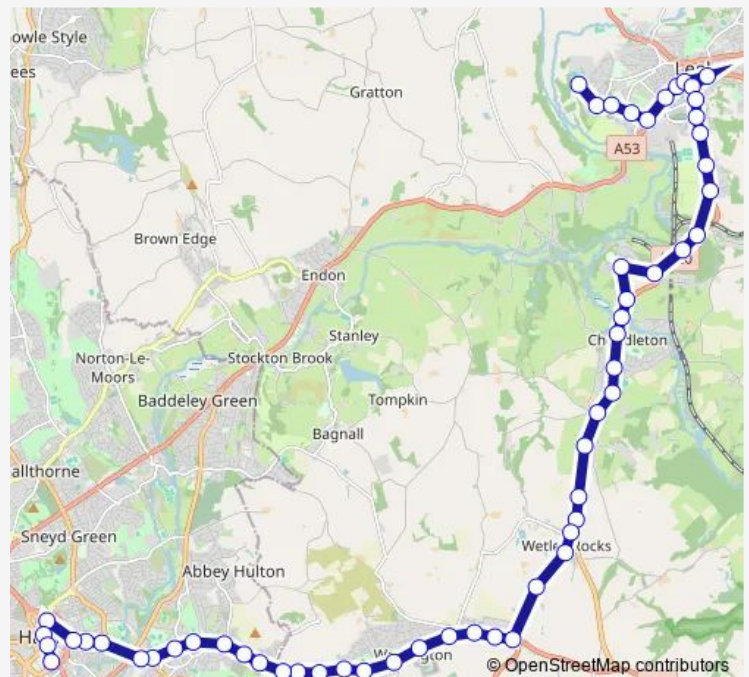 owle Style
ees
Gratton
Leek
A53
Brown Edge
Endon
Stanley
Norton-Le-
Moors
Stockton Brook
Baddeley Green
Tompkin
Bagnall
allthorne
Sneyd Green
Abbey Hulton
Wetley Rocks
© OpenStreetMap contributors